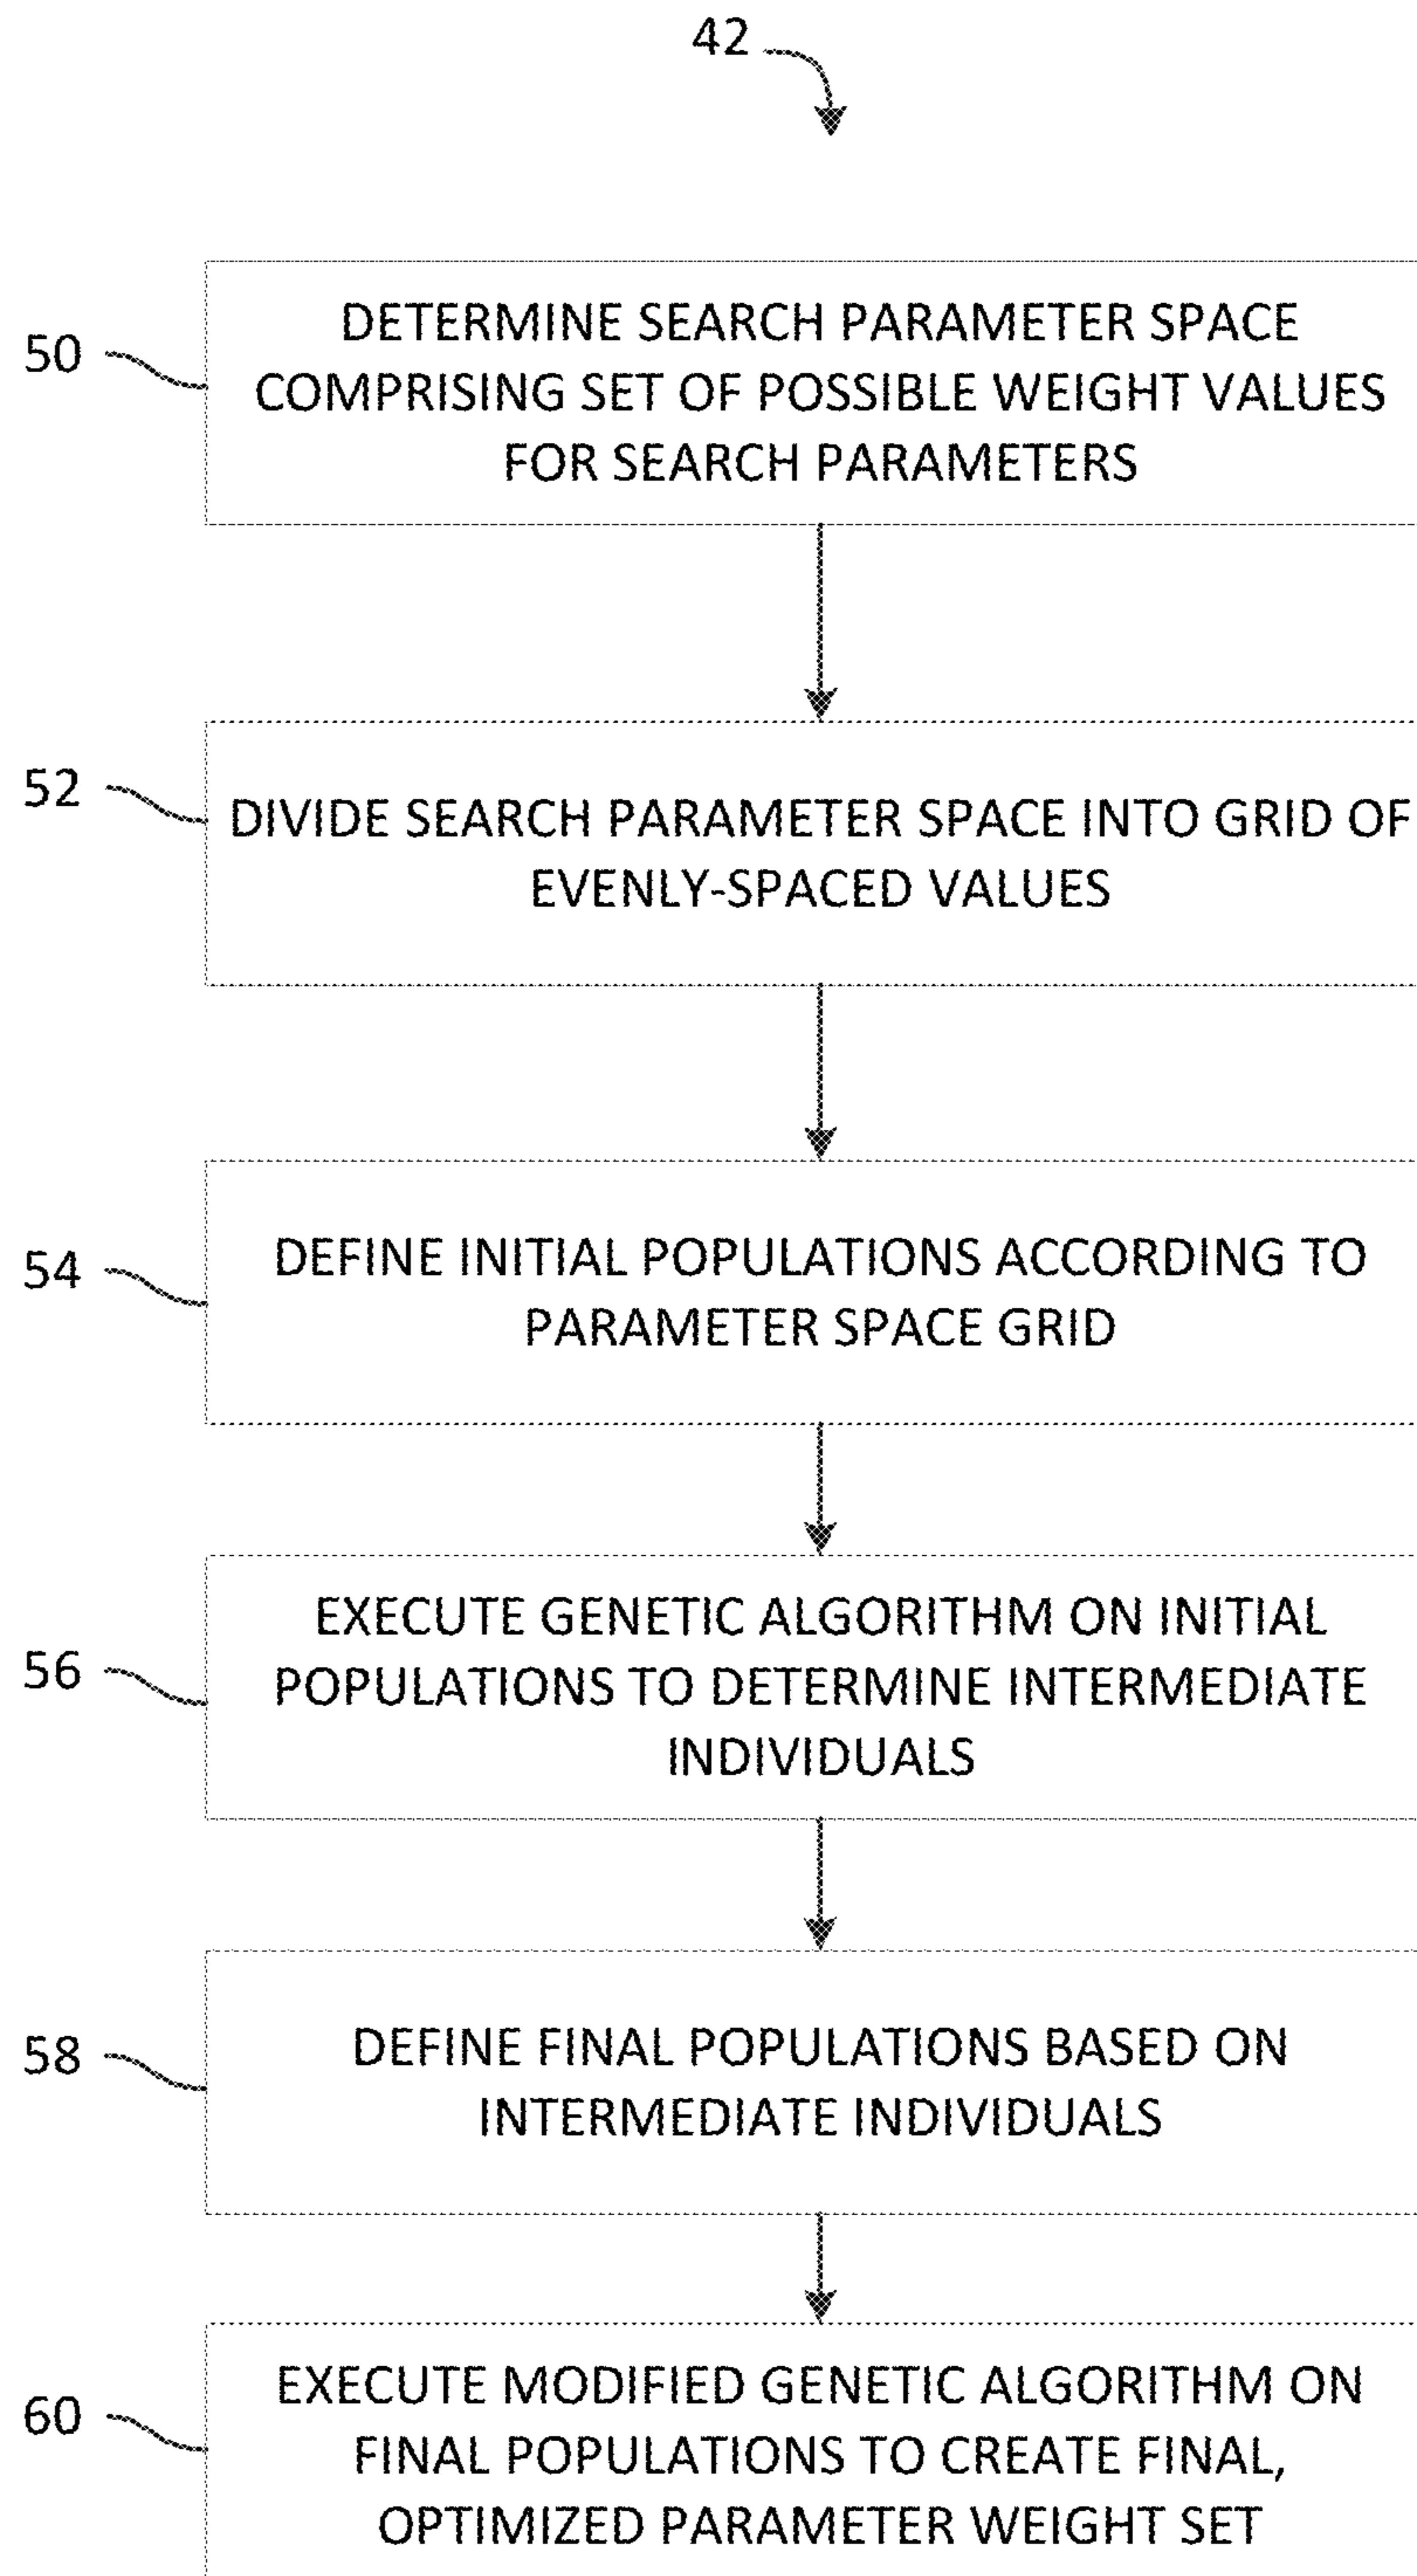 42
50
DETERMINE SEARCH PARAMETER SPACE
COMPRISING SET OF POSSIBLE WEIGHT VALUES
FOR SEARCH PARAMETERS
52
DIVIDE SEARCH PARAMETER SPACE INTO GRID OF
EVENLY-SPACED VALUES
54
DEFINE INITIAL POPULATIONS ACCORDING TO
PARAMETER SPACE GRID
56
EXECUTE GENETIC ALGORITHM ON INITIAL
POPULATIONS TO DETERMINE INTERMEDIATE
INDIVIDUALS
58
DEFINE FINAL POPULATIONS BASED ON
INTERMEDIATE INDIVIDUALS
60
EXECUTE MODIFIED GENETIC ALGORITHM ON
FINAL POPULATIONS TO CREATE FINAL,
OPTIMIZED PARAMETER WEIGHT SET